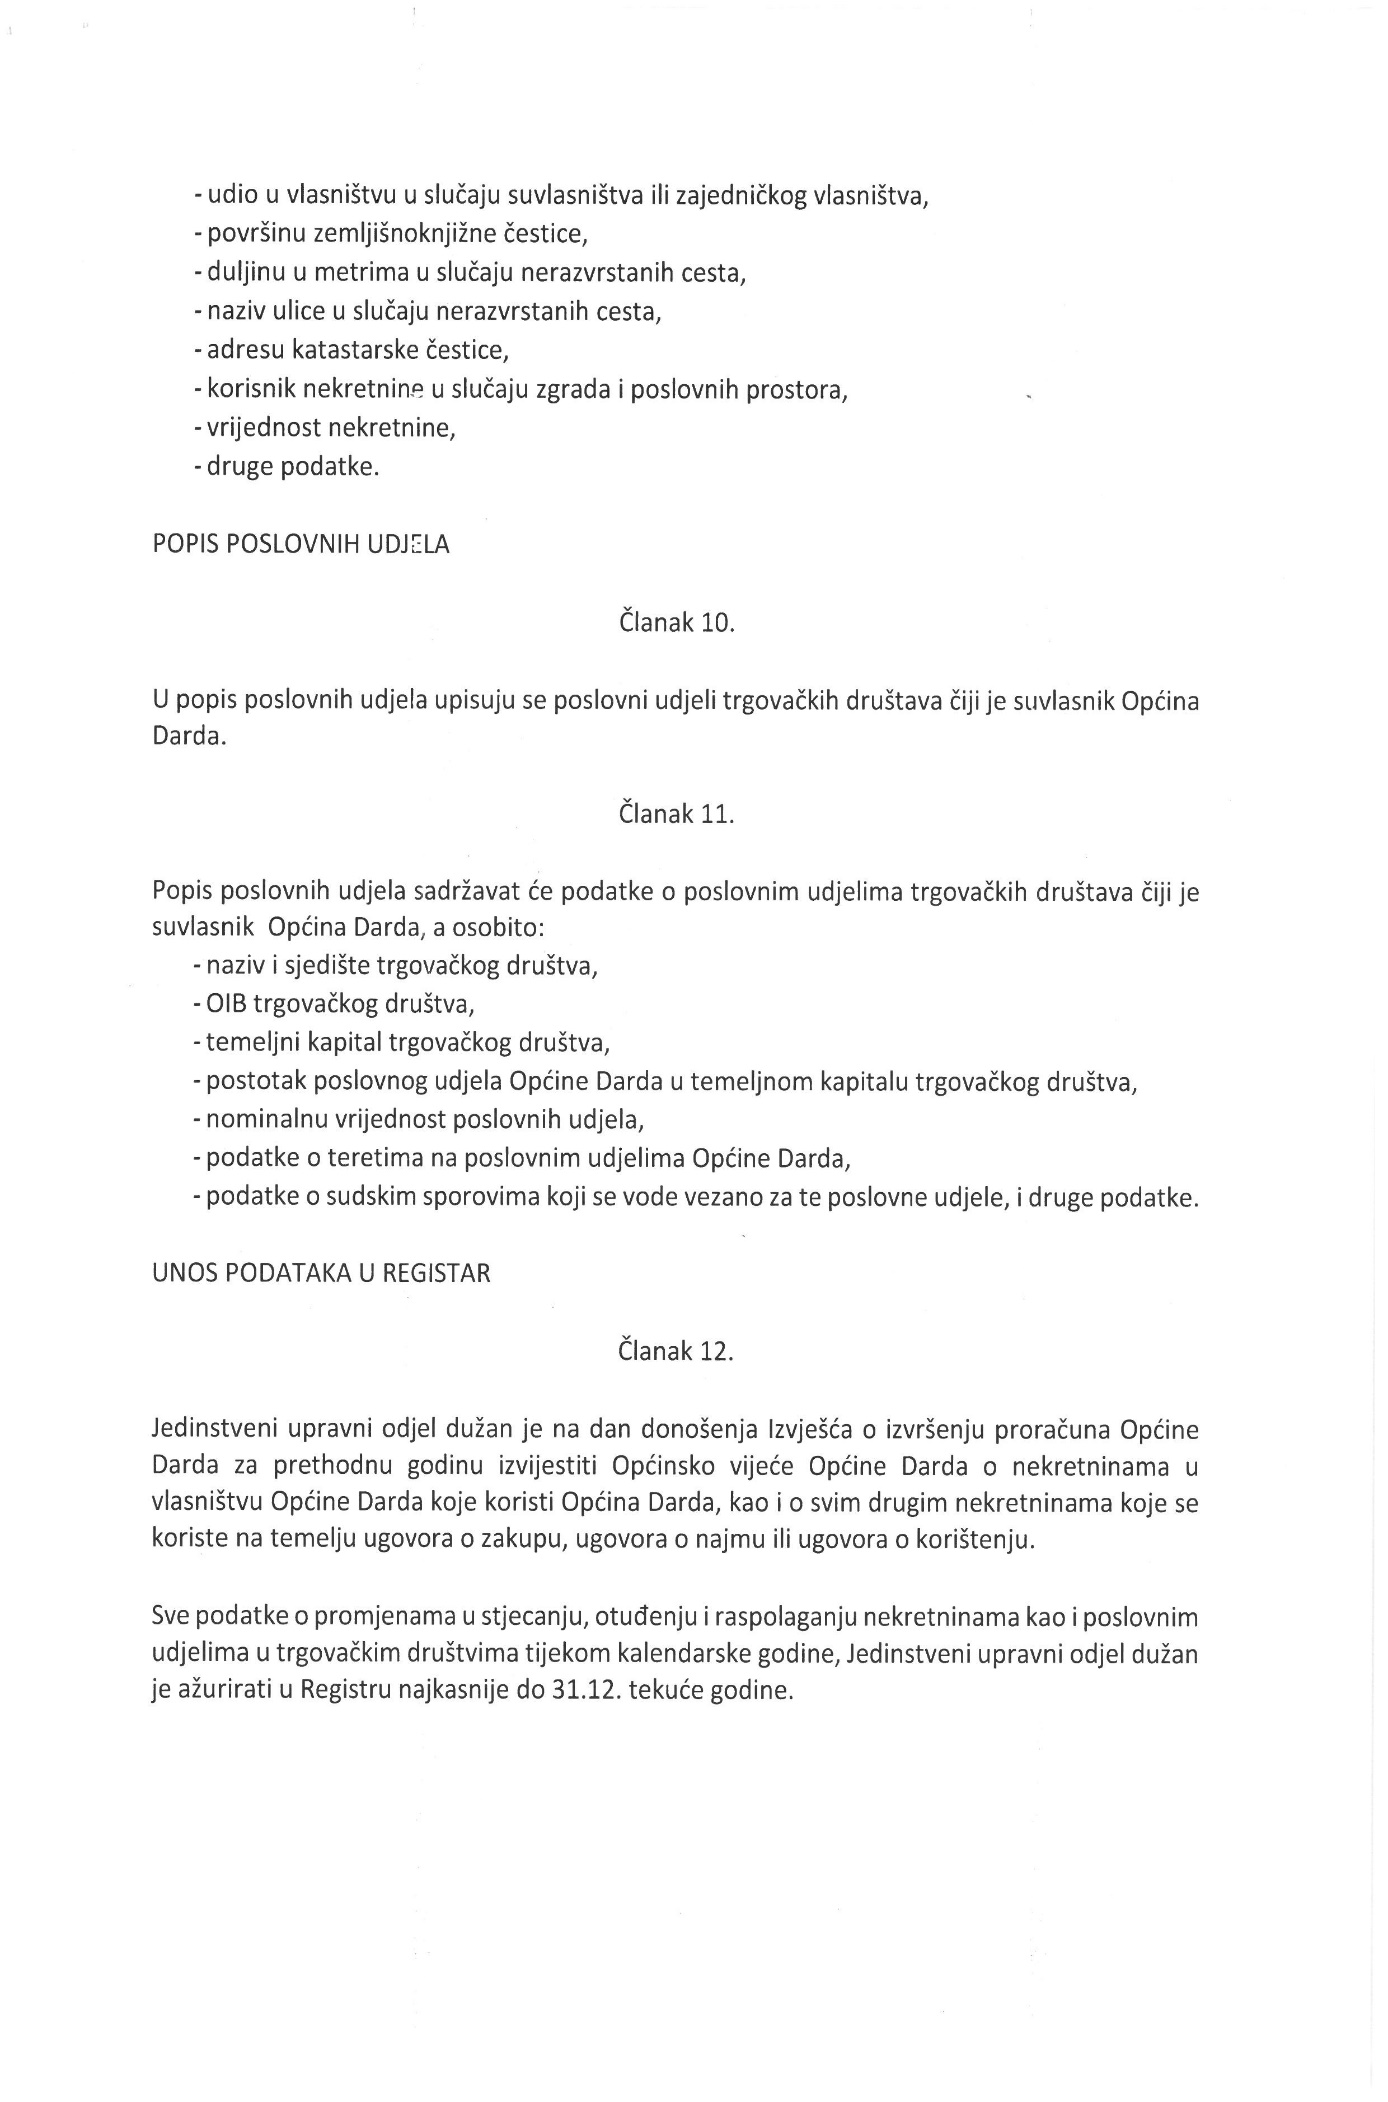 - udio u vlasništvu u slučaju suvlasništva ili zajedničkog vlasništva,
- površinu zemljišnoknjižne čestice,
- duljinu u metrima u slučaju nerazvrstanih cesta,
- naziv ulice u slučaju nerazvrstanih cesta,
- adresu katastarske čestice,
- korisnik nekretnine u slučaju zgrada i poslovnih prostora,
- vrijednost nekretnine,
- druge podatke.
POPIS POSLOVNIH UDJELA
Članak 10.
U popis poslovnih udjela upisuju se poslovni udjeli trgovačkih društava čiji je suvlasnik Općina
Darda.
Članak 11.
Popis poslovnih udjela sadržavat će podatke o poslovnim udjelima trgovačkih društava čiji je
suvlasnik Općina Darda, a osobito:
- naziv i sjedište trgovačkog društva,
- OIB trgovačkog društva,
- temeljni kapital trgovačkog društva,
- postotak poslovnog udjela Općine Darda u temeljnom kapitalu trgovačkog društva,
- nominalnu vrijednost poslovnih udjela,
- podatke o teretima na poslovnim udjelima Općine Darda,
- podatke o sudskim sporovima koji se vode vezano za te poslovne udjele, i druge podatke.
UNOS PODATAKA U REGISTAR
Članak 12.
Jedinstveni upravni odjel dužan je na dan donošenja Izvješća o izvršenju proračuna Općine
Darda za prethodnu godinu izvijestiti Općinsko vijeće Općine Darda o nekretninama u
vlasništvu Općine Darda koje koristi Općina Darda, kao i o svim drugim nekretninama koje se
koriste na temelju ugovora o zakupu, ugovora o najmu ili ugovora o korištenju.
Sve podatke o promjenama u stjecanju, otuđenju i raspolaganju nekretninama kao i poslovnim
udjelima u trgovačkim društvima tijekom kalendarske godine, Jedinstveni upravni odjel dužan
je ažurirati u Registru najkasnije do 31.12. tekuće godine.